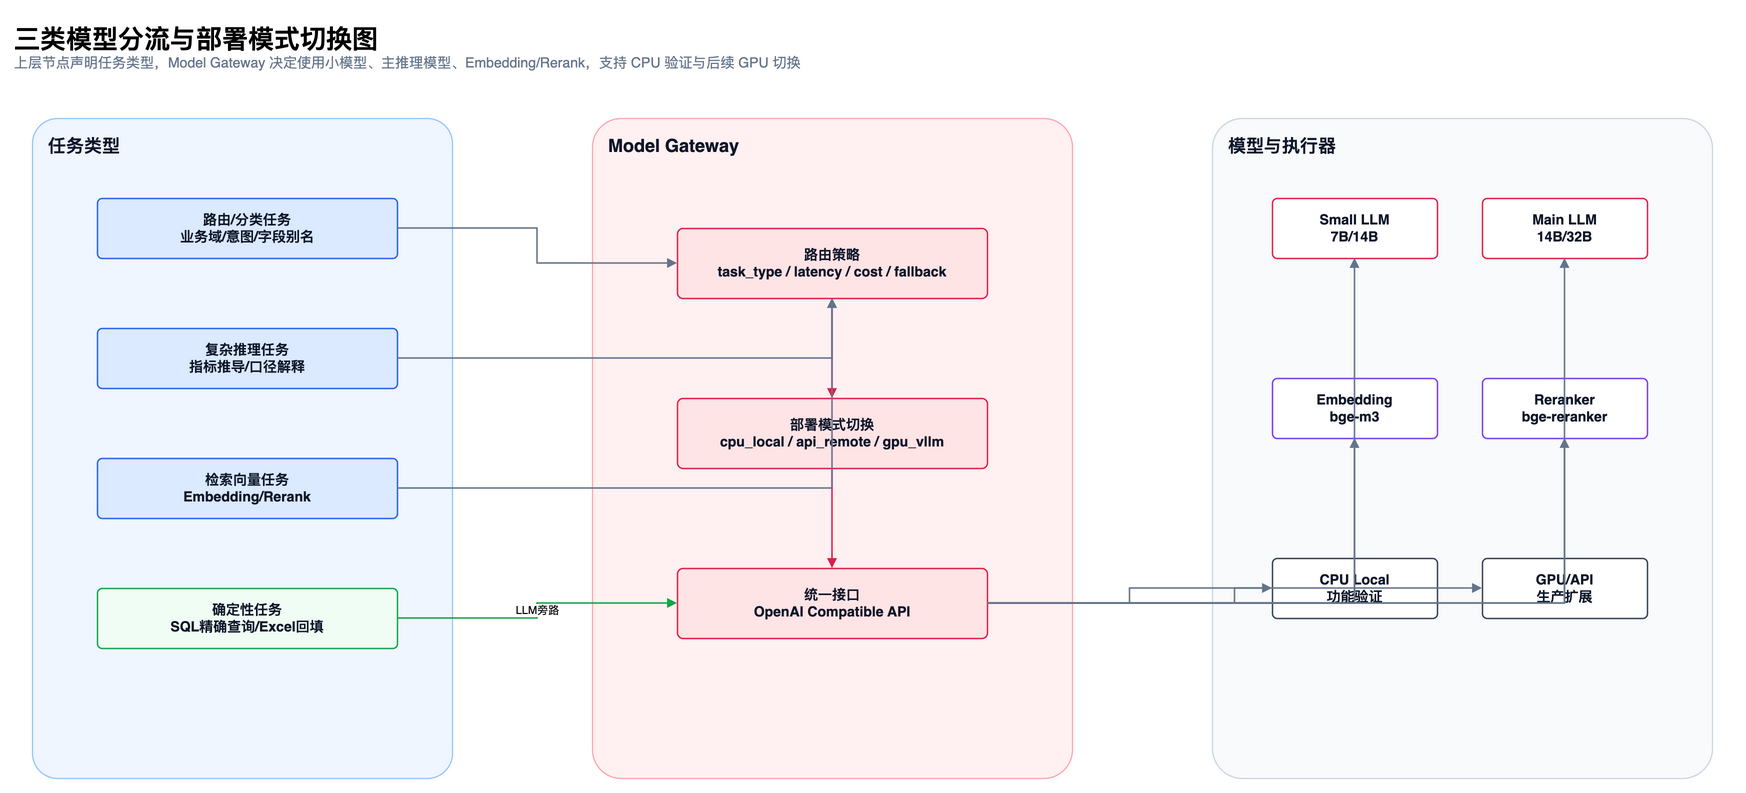 三类模型分流与部署模式切换图
上层节点声明任务类型，Model Gateway 决定使用小模型、主推理模型、Embedding/Rerank，支持 CPU 验证与后续 GPU 切换
任务类型
路由/分类任务
业务域/意图/字段别名
复杂推理任务
指标推导/口径解释
检索向量任务
Embedding/Rerank
确定性任务
SQL精确查询/Excel回填
LLM旁路
Model Gateway
路由策略
task_type / latency / cost / fallback
部署模式切换
cpu_local / api_remote / gpu_vllm
统一接口
OpenAI Compatible API
模型与执行器
Small LLM
7B/14B
Main LLM
14B/32B
Embedding
bge-m3
Reranker
bge-reranker
CPU Local
功能验证
GPU/API
生产扩展